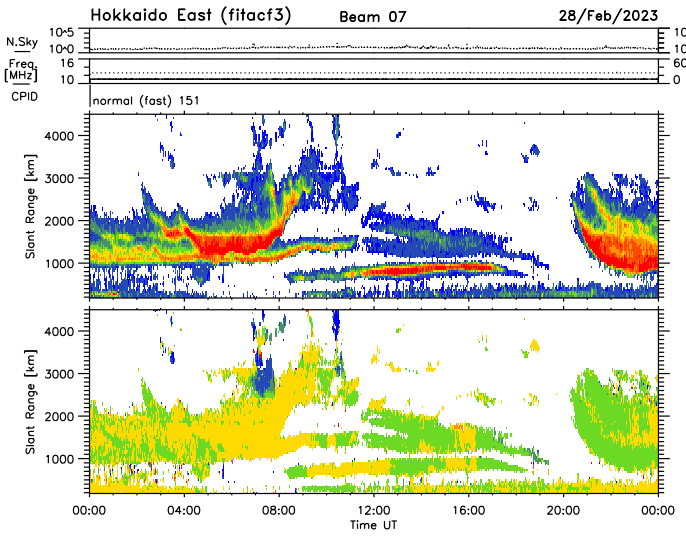 Hokkaido East (fitacf3) Beam 07 28/Feb/2023
10^5 10^5
N.Sky
10^0 10^0
Freq. 16 60
[MHz] 10 0
CPID normal (fast) 151
4000
3000
2000
1000
Slant Range [km]
4000
3000
2000
1000
Slant Range [km]
00:00 04:00 08:00 12:00 16:00 20:00 00:00
Time UT